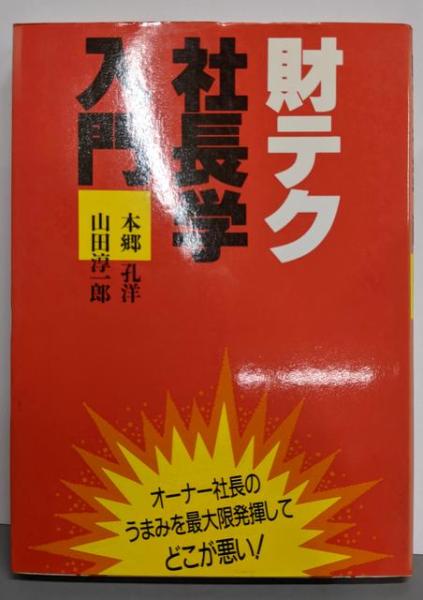 財テク
社長学
入門
本郷孔洋
山田淳一郎
オーナー社長の
うまみを最大限発揮して
どこが悪い!